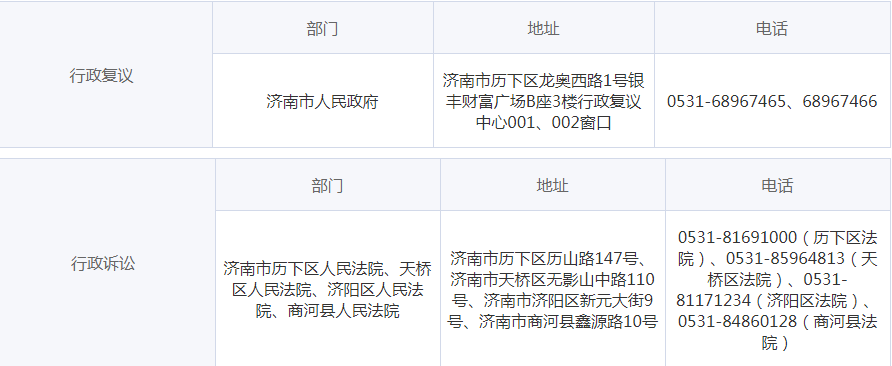 行政复议
部门
地址
电话
济南市人民政府
济南市历下区龙奥西路1号银
丰财富广场B座3楼行政复议
中心001、002窗口
0531-68967465、68967466
行政诉讼
部门
地址
电话
济南市历下区人民法院、天桥
区人民法院、济阳区人民法
院、商河县人民法院
济南市历下区历山路147号、
济南市天桥区无影山中路110
号、济南市济阳区新元大街9
号、济南市商河县鑫源路10号
0531-81691000（历下区法
院）、0531-85964813（天
桥区法院）、0531-
81171234（济阳区法院）、
0531-84860128（商河县法
院）